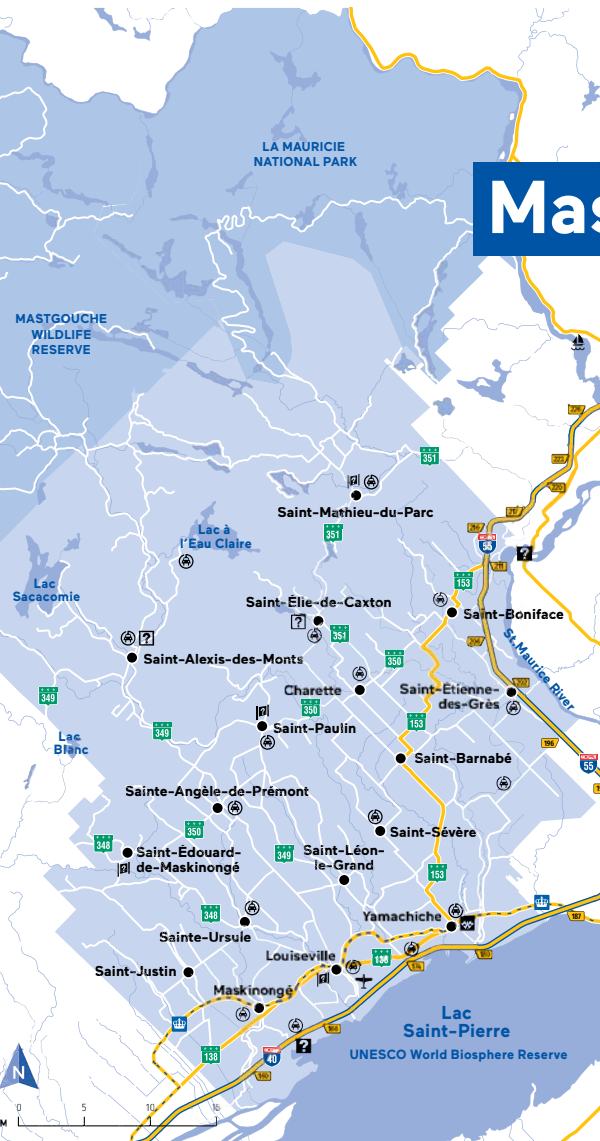 LA MAURICIE
NATIONAL PARK
Mas
MASTGOUCHE
WILDLIFE
RESERVE
351
Saint-Mathieu-du-Parc
351
55
Lac à
l'Eau Claire
Lac
Sacacomie
153
Saint-Élie-de-Caxton
351
Saint-Boniface
Saint-Alexis-des-Monts
350
St. Maurice River
Charette
Saint-Étienne-
des-Grès
349
350
153
Saint-Paulin
349
Lac
Blanc
196
55
Saint-Barnabé
Sainte-Angèle-de-Prémont
350
Saint-Sévère
348
Saint-Édouard-
de-Maskinongé
349
Saint-Léon-
le-Grand
153
348
Sainte-Ursule
Yamachiche
187
Louiseville
138
Saint-Justin
Maskinongé
Lac
Saint-Pierre
UNESCO World Biosphere Reserve
138
40
N
0 5 10 15